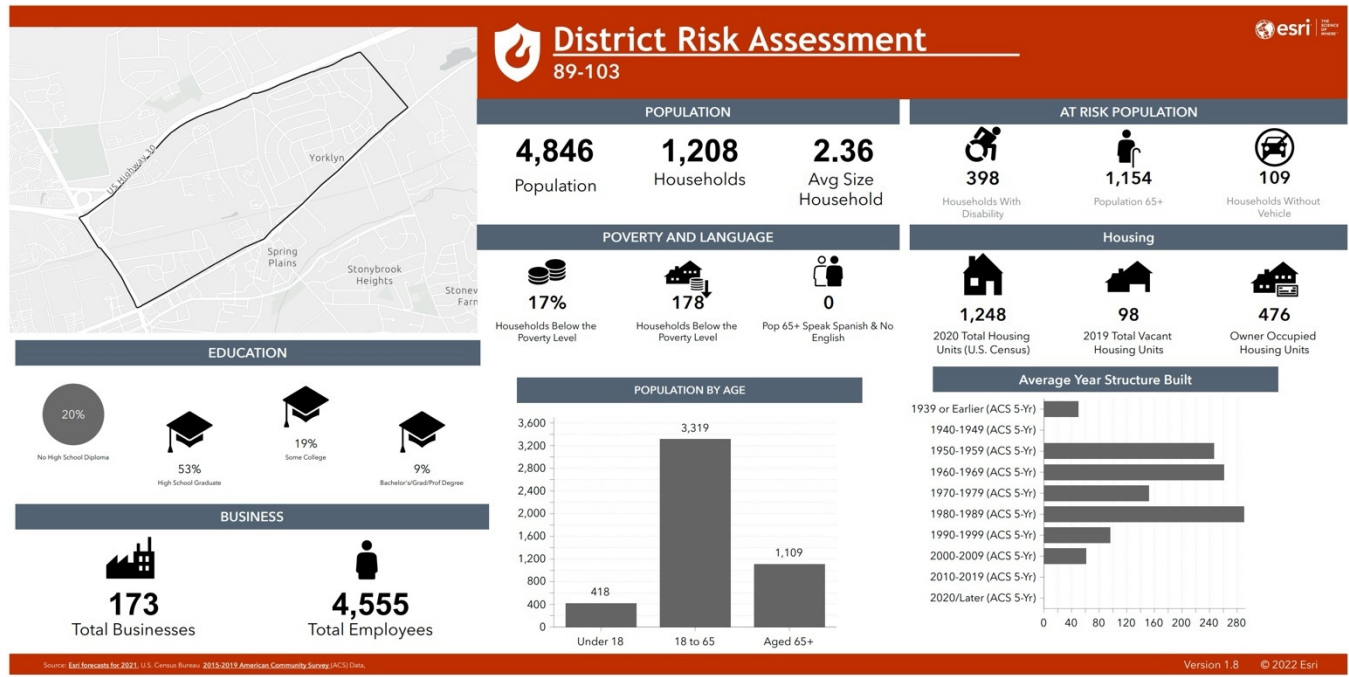 District Risk Assessment
89-103
esri
THE
SCIENCE
OF
WHERE
US Highway 30
Yorklyn
Spring
Plains
Stonybrook
Heights
Stonev
Farn
POPULATION
4,846
Population
1,208
Households
2.36
Avg Size
Household
AT RISK POPULATION
398
Households With
Disability
1,154
Population 65+
109
Households Without
Vehicle
POVERTY AND LANGUAGE
17%
Households Below the
Poverty Level
178
Households Below the
Poverty Level
0
Pop 65+ Speak Spanish & No
English
Housing
1,248
2020 Total Housing
Units (U.S. Census)
98
2019 Total Vacant
Housing Units
476
Owner Occupied
Housing Units
EDUCATION
20%
No High School Diploma
53%
High School Graduate
19%
Some College
9%
Bachelor's/Grad/Prof Degree
BUSINESS
173
Total Businesses
4,555
Total Employees
POPULATION BY AGE
3,600
3,200
2,800
2,400
2,000
1,600
1,200
800
400
0
418
3,319
1,109
Under 18
18 to 65
Aged 65+
Average Year Structure Built
1939 or Earlier (ACS 5-Yr)
1940-1949 (ACS 5-Yr)
1950-1959 (ACS 5-Yr)
1960-1969 (ACS 5-Yr)
1970-1979 (ACS 5-Yr)
1980-1989 (ACS 5-Yr)
1990-1999 (ACS 5-Yr)
2000-2009 (ACS 5-Yr)
2010-2019 (ACS 5-Yr)
2020/Later (ACS 5-Yr)
0 40 80 120 160 200 240 280
Source: Esri forecasts for 2021, U.S. Census Bureau 2015-2019 American Community Survey (ACS) Data,
Version 1.8 © 2022 Esri